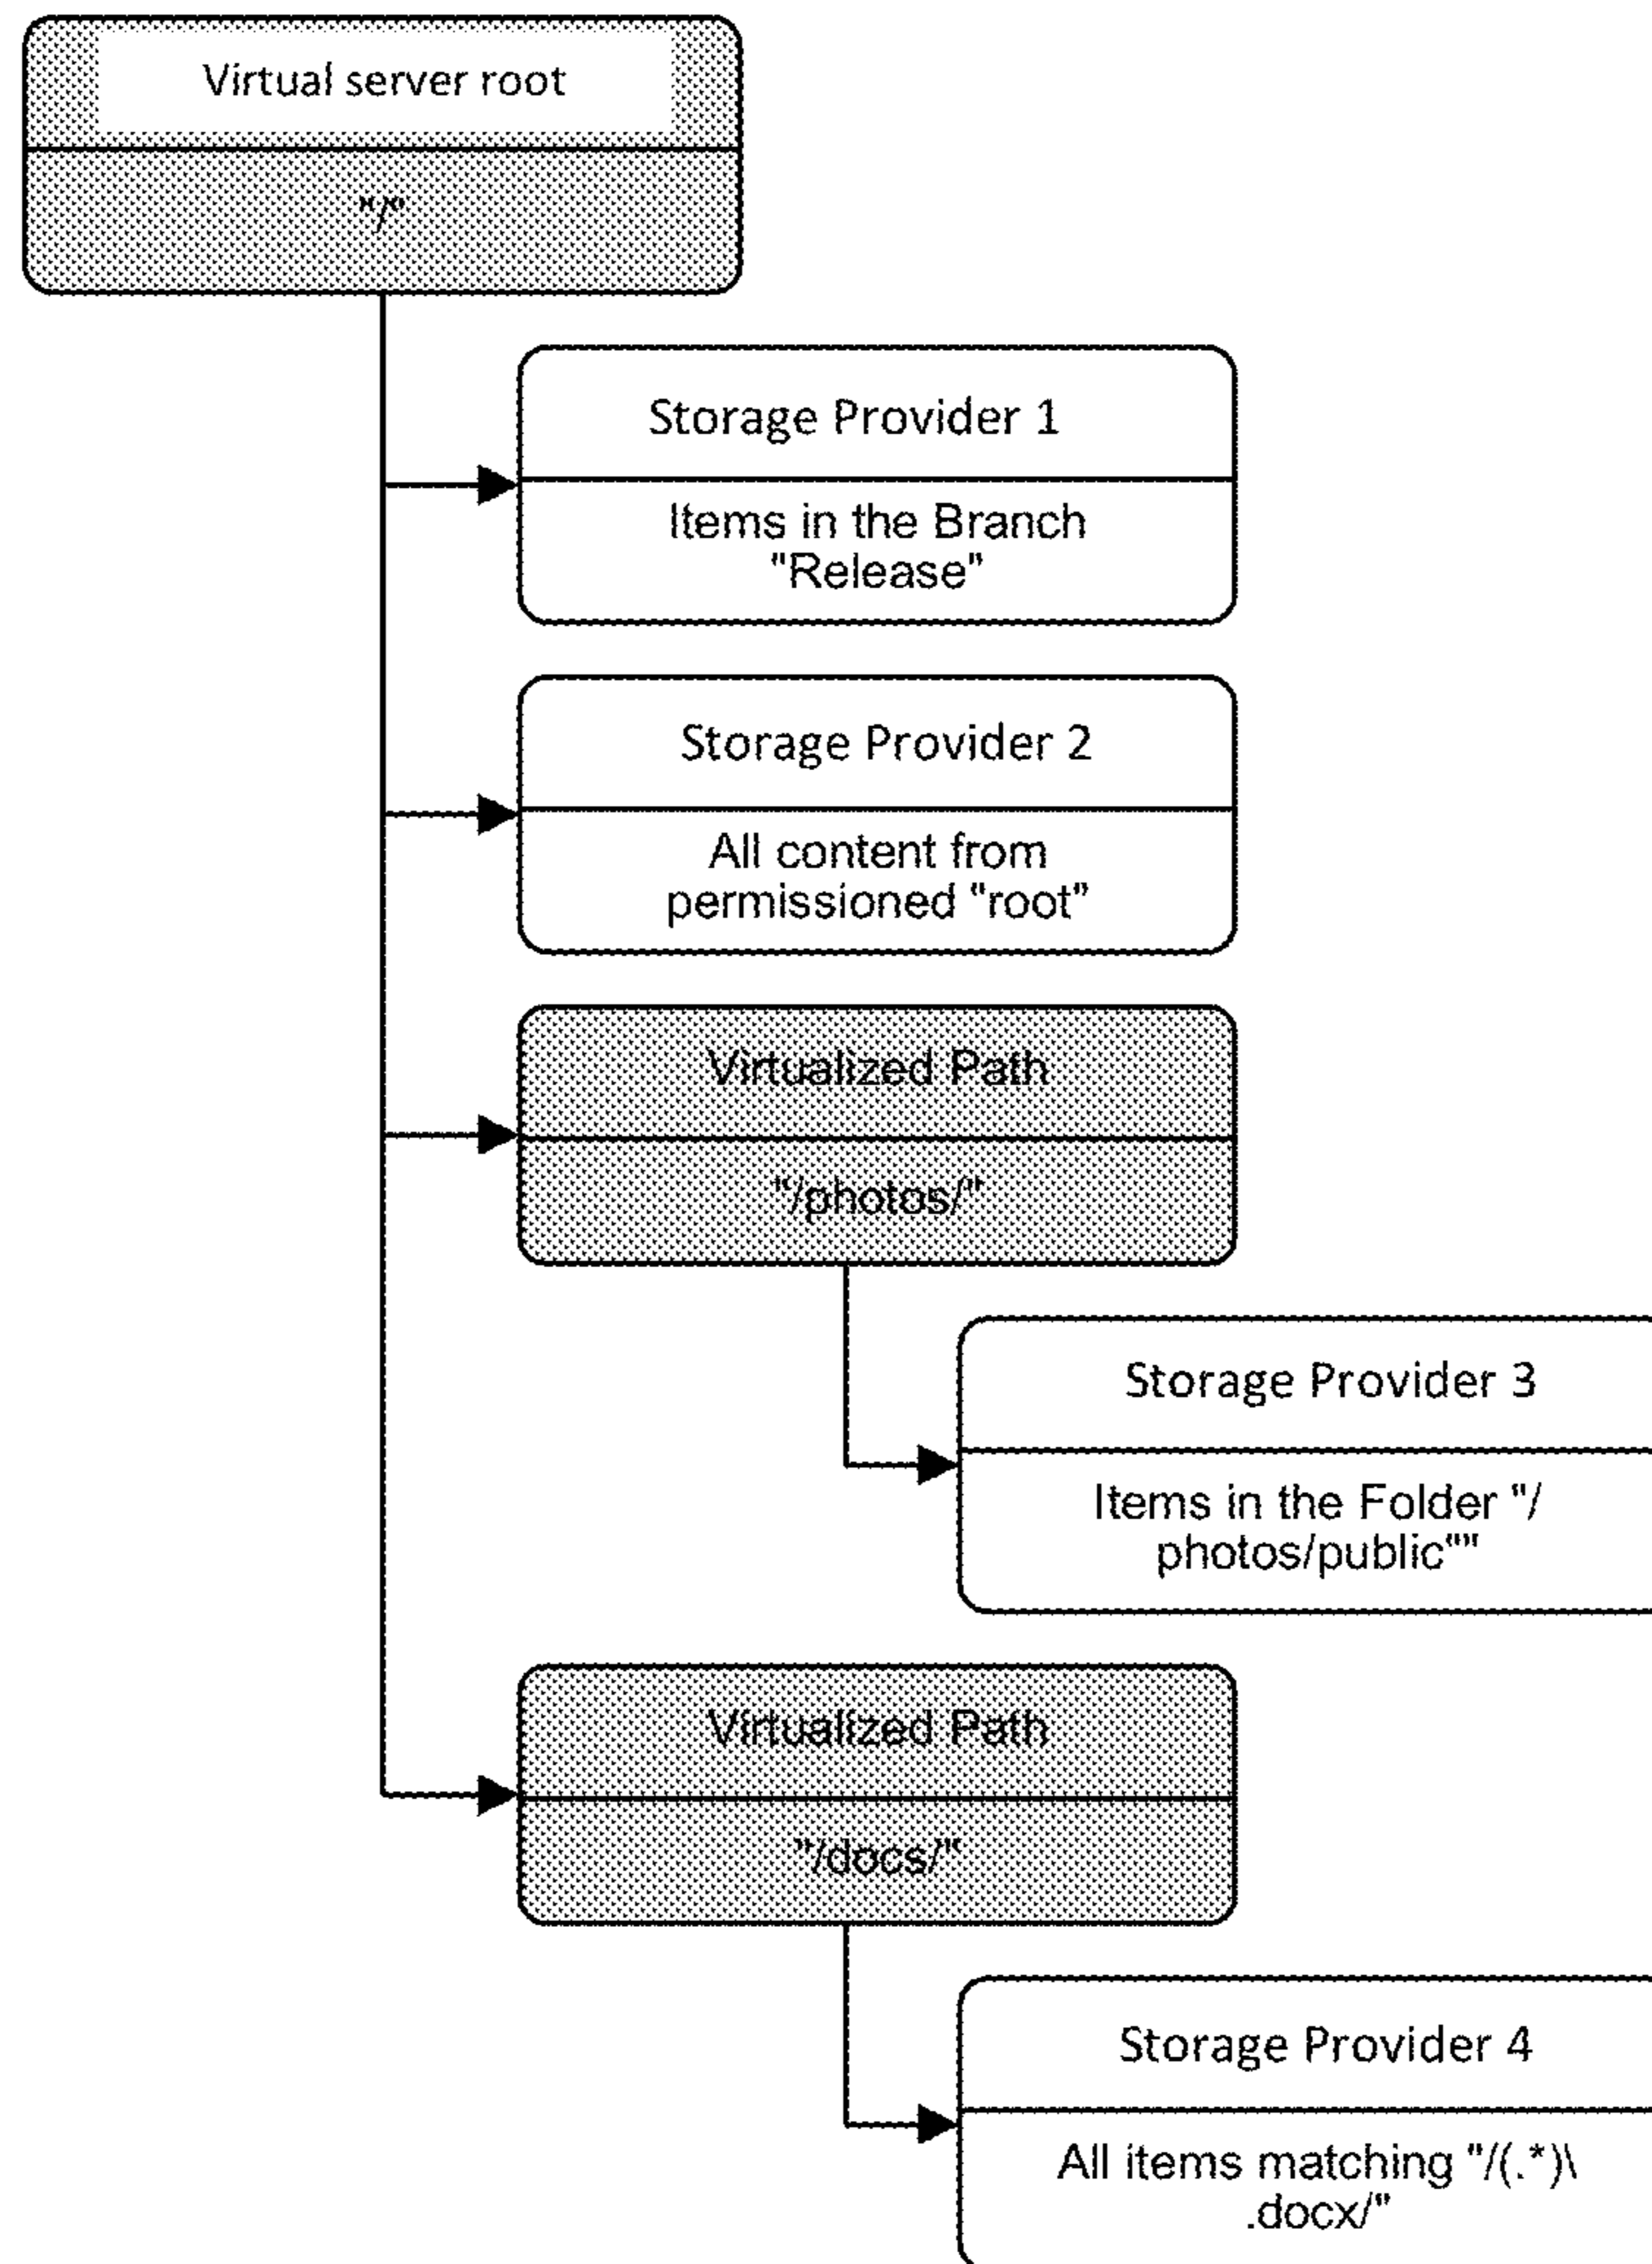 Virtual server root
"/"
Storage Provider 1
Items in the Branch
"Release"
Storage Provider 2
All content from
permissioned "root"
Virtualized Path
"/photos/"
Storage Provider 3
Items in the Folder "/
photos/public""
Virtualized Path
"/docs/"
Storage Provider 4
All items matching "/(.*)\
.docx/"